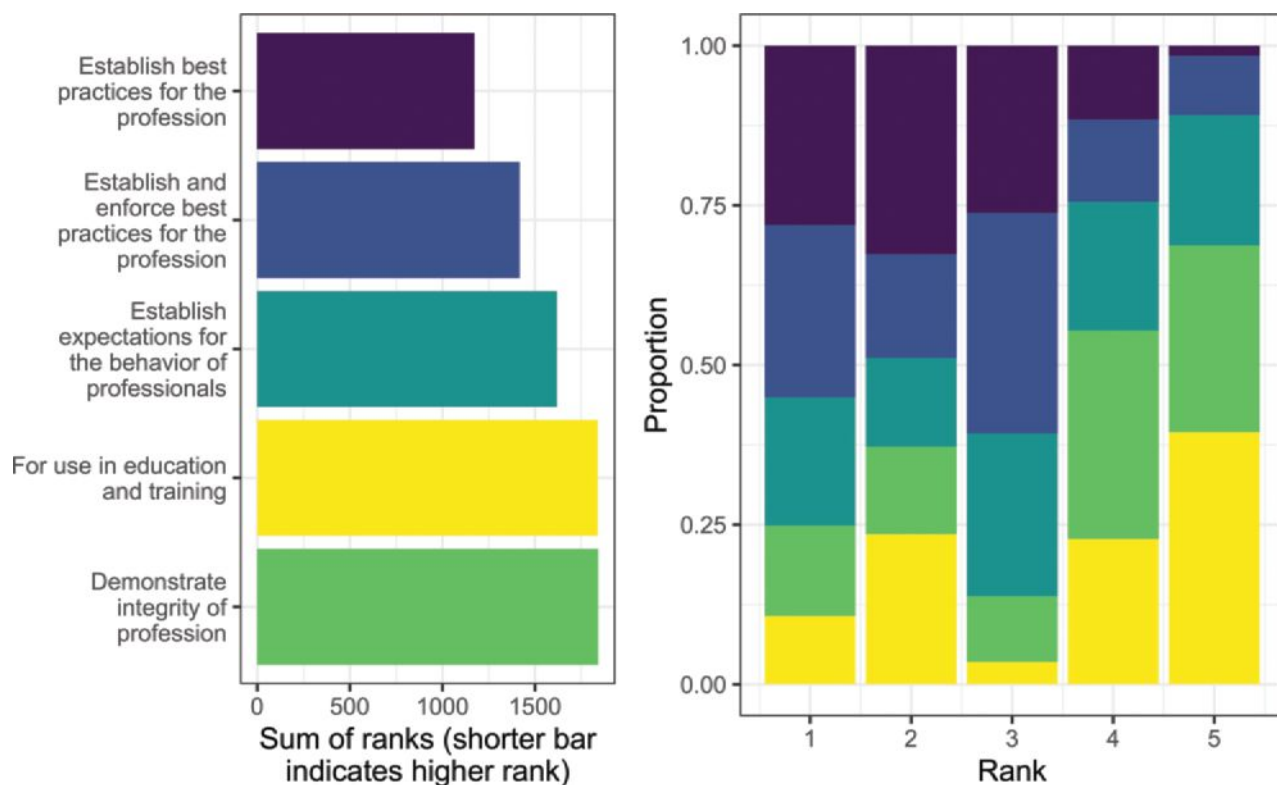 Establish best
practices for the
profession
Establish and
enforce best
practices for the
profession
Establish
expectations for
the behavior of
professionals
For use in education
and training
Demonstrate
integrity of
profession
0 500 1000 1500
Sum of ranks (shorter bar
indicates higher rank)
Proportion
1.00
0.75
0.50
0.25
0.00
1 2 3 4 5
Rank